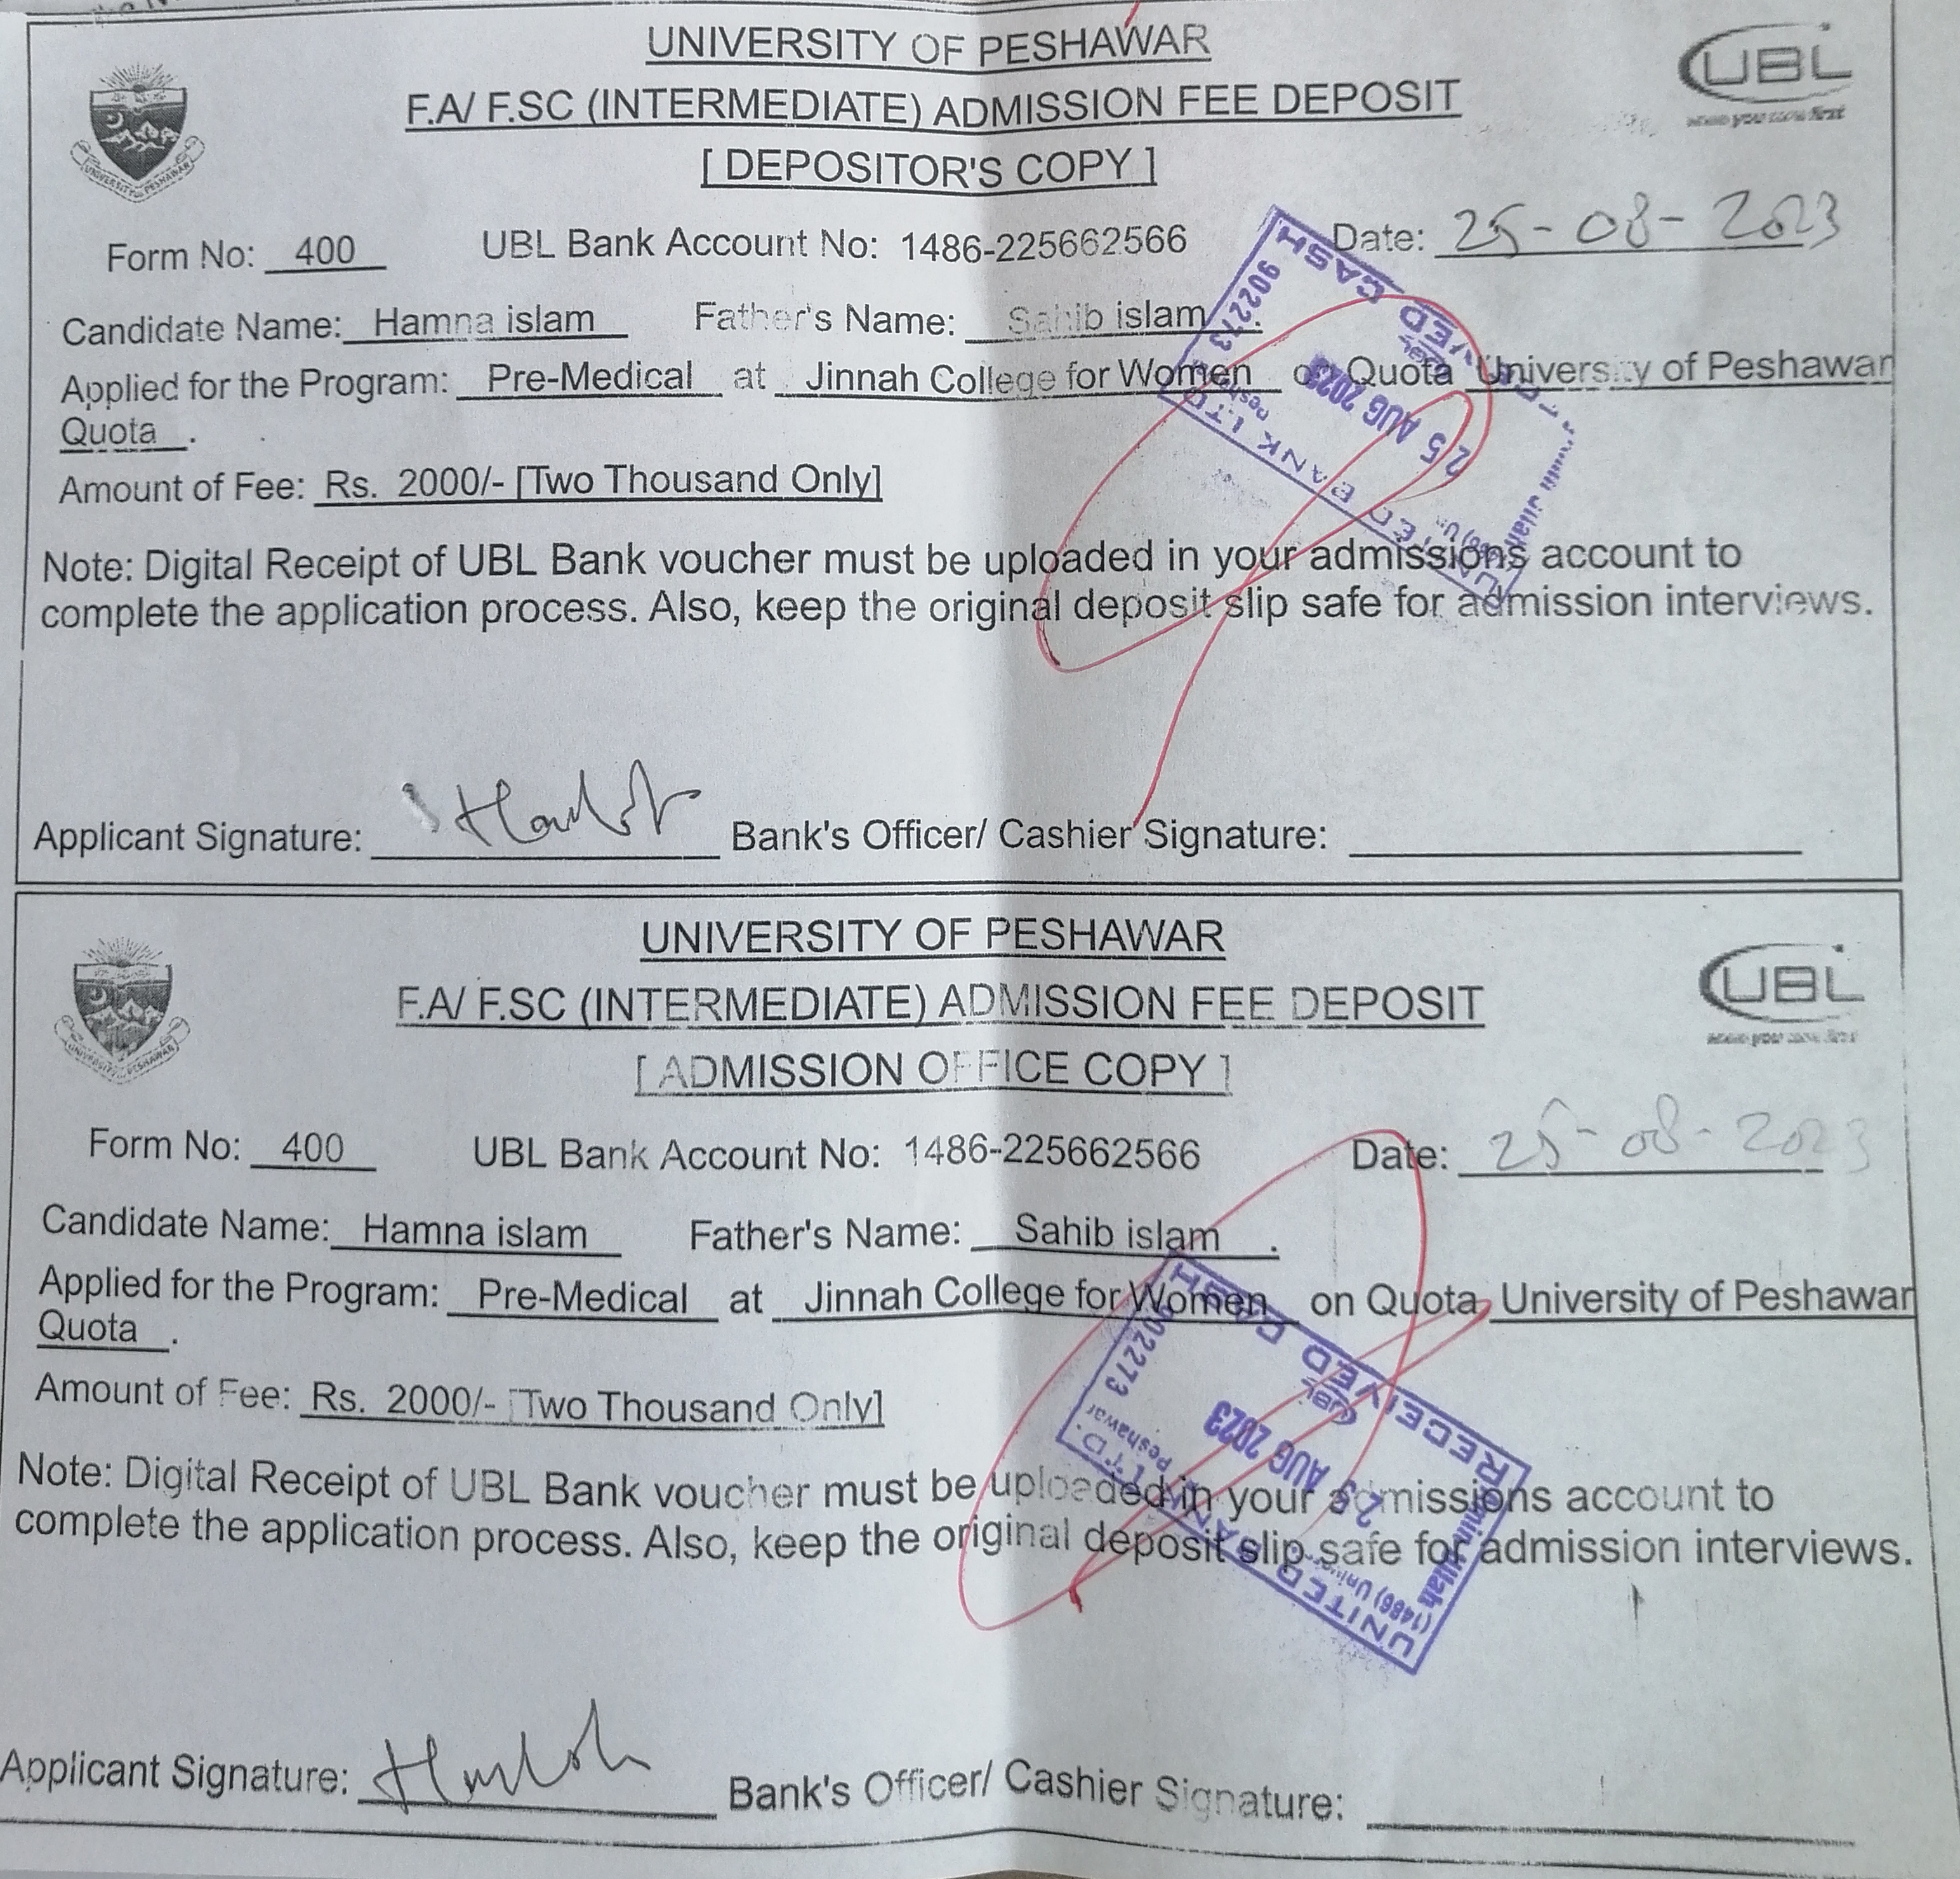 UNIVERSITY OF PESHAWAR
UBL
where you come first
F.A/ F.SC (INTERMEDIATE) ADMISSION FEE DEPOSIT
[ DEPOSITOR'S COPY ]
UNIVERSITY OF PESHAWAR
Form No: 400 UBL Bank Account No: 1486-225662566 Date: 25-08-2023
Candidate Name: Hamna islam Father's Name: Sahib islam .
Applied for the Program: Pre-Medical at Jinnah College for Women on Quota University of Peshawar
Quota .
Amount of Fee: Rs. 2000/- [Two Thousand Only]
CASH
902273
25 AUG 2023
BANK LTD
Note: Digital Receipt of UBL Bank voucher must be uploaded in your admissions account to
complete the application process. Also, keep the original deposit slip safe for admission interviews.
Applicant Signature: Bank's Officer/ Cashier Signature:
UNIVERSITY OF PESHAWAR
UBL
where you come first
F.A/ F.SC (INTERMEDIATE) ADMISSION FEE DEPOSIT
[ ADMISSION OFFICE COPY ]
UNIVERSITY OF PESHAWAR
Form No: 400 UBL Bank Account No: 1486-225662566 Date: 25-08-2023
Candidate Name: Hamna islam Father's Name: Sahib islam .
Applied for the Program: Pre-Medical at Jinnah College for Women on Quota University of Peshawar
Quota .
Amount of Fee: Rs. 2000/- [Two Thousand Only]
RECEIVED CASH
UBL
902273
25 AUG 2023
Peshawar
UNITED BANK LTD.
Note: Digital Receipt of UBL Bank voucher must be uploaded in your admissions account to
complete the application process. Also, keep the original deposit slip safe for admission interviews.
Applicant Signature: Bank's Officer/ Cashier Signature: